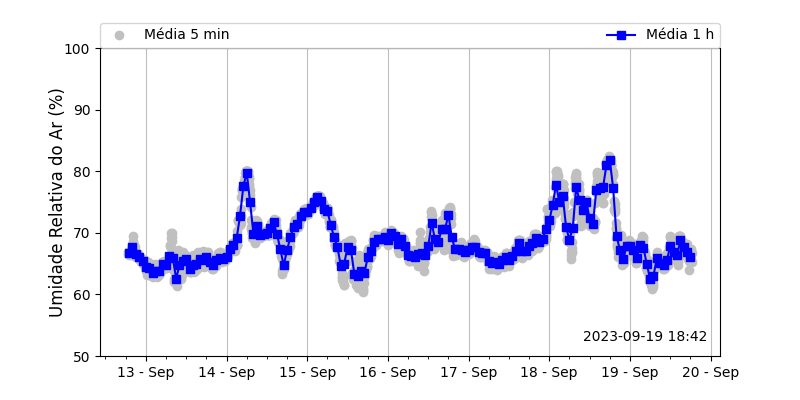 Média 5 min
Média 1 h
Umidade Relativa do Ar (%)
100
90
80
70
60
50
2023-09-19 18:42
13 - Sep
14 - Sep
15 - Sep
16 - Sep
17 - Sep
18 - Sep
19 - Sep
20 - Sep